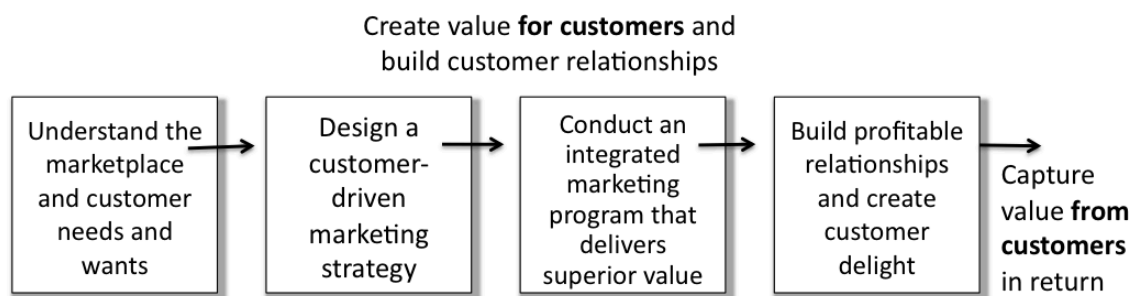 Create value for customers and
build customer relationships
Understand the
marketplace
and customer
needs and
wants
Design a
customer-
driven
marketing
strategy
Conduct an
integrated
marketing
program that
delivers
superior value
Build profitable
relationships
and create
customer
delight
Capture
value from
customers
in return